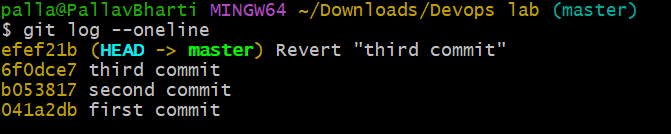 palla@PallavBharti MINGW64 ~/Downloads/Devops lab (master)
$ git log --oneline
efef21b (HEAD -> master) Revert "third commit"
6f0dce7 third commit
b053817 second commit
041a2db first commit